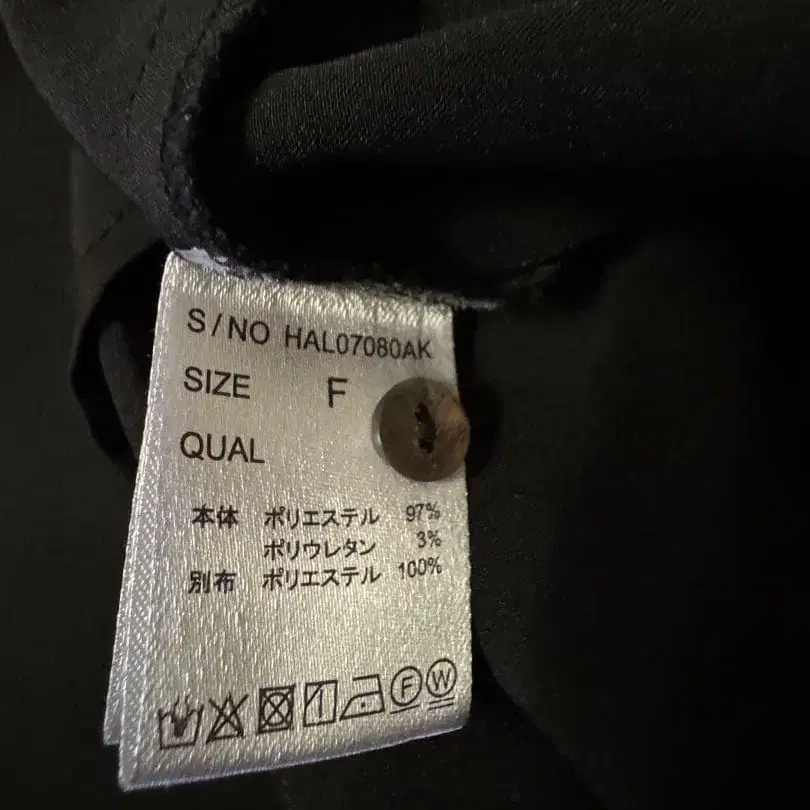 S/NO HAL07080AK
SIZE F
QUAL
本体 ポリエステル 97%
ポリウレタン 3%
別布 ポリエステル 100%
F W